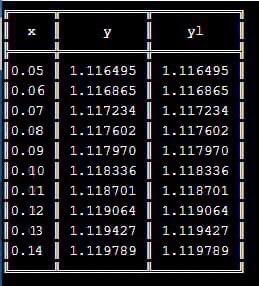 x y yl
0.05 1.116495 1.116495
0.06 1.116865 1.116865
0.07 1.117234 1.117234
0.08 1.117602 1.117602
0.09 1.117970 1.117970
0.10 1.118336 1.118336
0.11 1.118701 1.118701
0.12 1.119064 1.119064
0.13 1.119427 1.119427
0.14 1.119789 1.119789